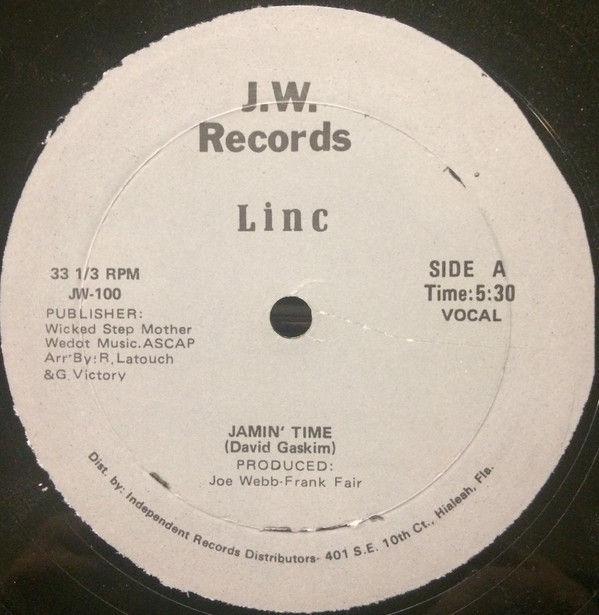 J.W.
Records
Linc
33 1/3 RPM
JW-100
PUBLISHER:
Wicked Step Mother
Wedot Music.ASCAP
Arr By:R.Latouch
&G.Victory
SIDE A
Time:5:30
VOCAL
JAMIN' TIME
(David Gaskim)
PRODUCED:
Joe Webb-Frank Fair
Dist. by: Independent Records Distributors- 401 S.E. 10th Ct., Hialeah, Fla.